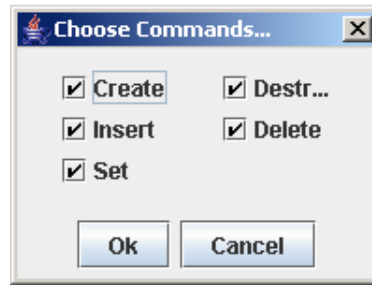 Choose Commands...
Create Destr...
Insert Delete
Set
Ok Cancel